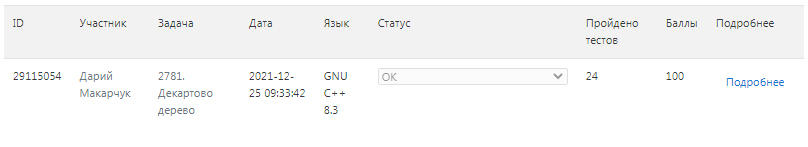 ID Участник Задача Дата Язык Статус Пройдено тестов Баллы Подробнее
29115054 Дарий Макарчук 2781. Декартово дерево 2021-12-25 09:33:42 GNU C++ 8.3 OK 24 100 Подробнее